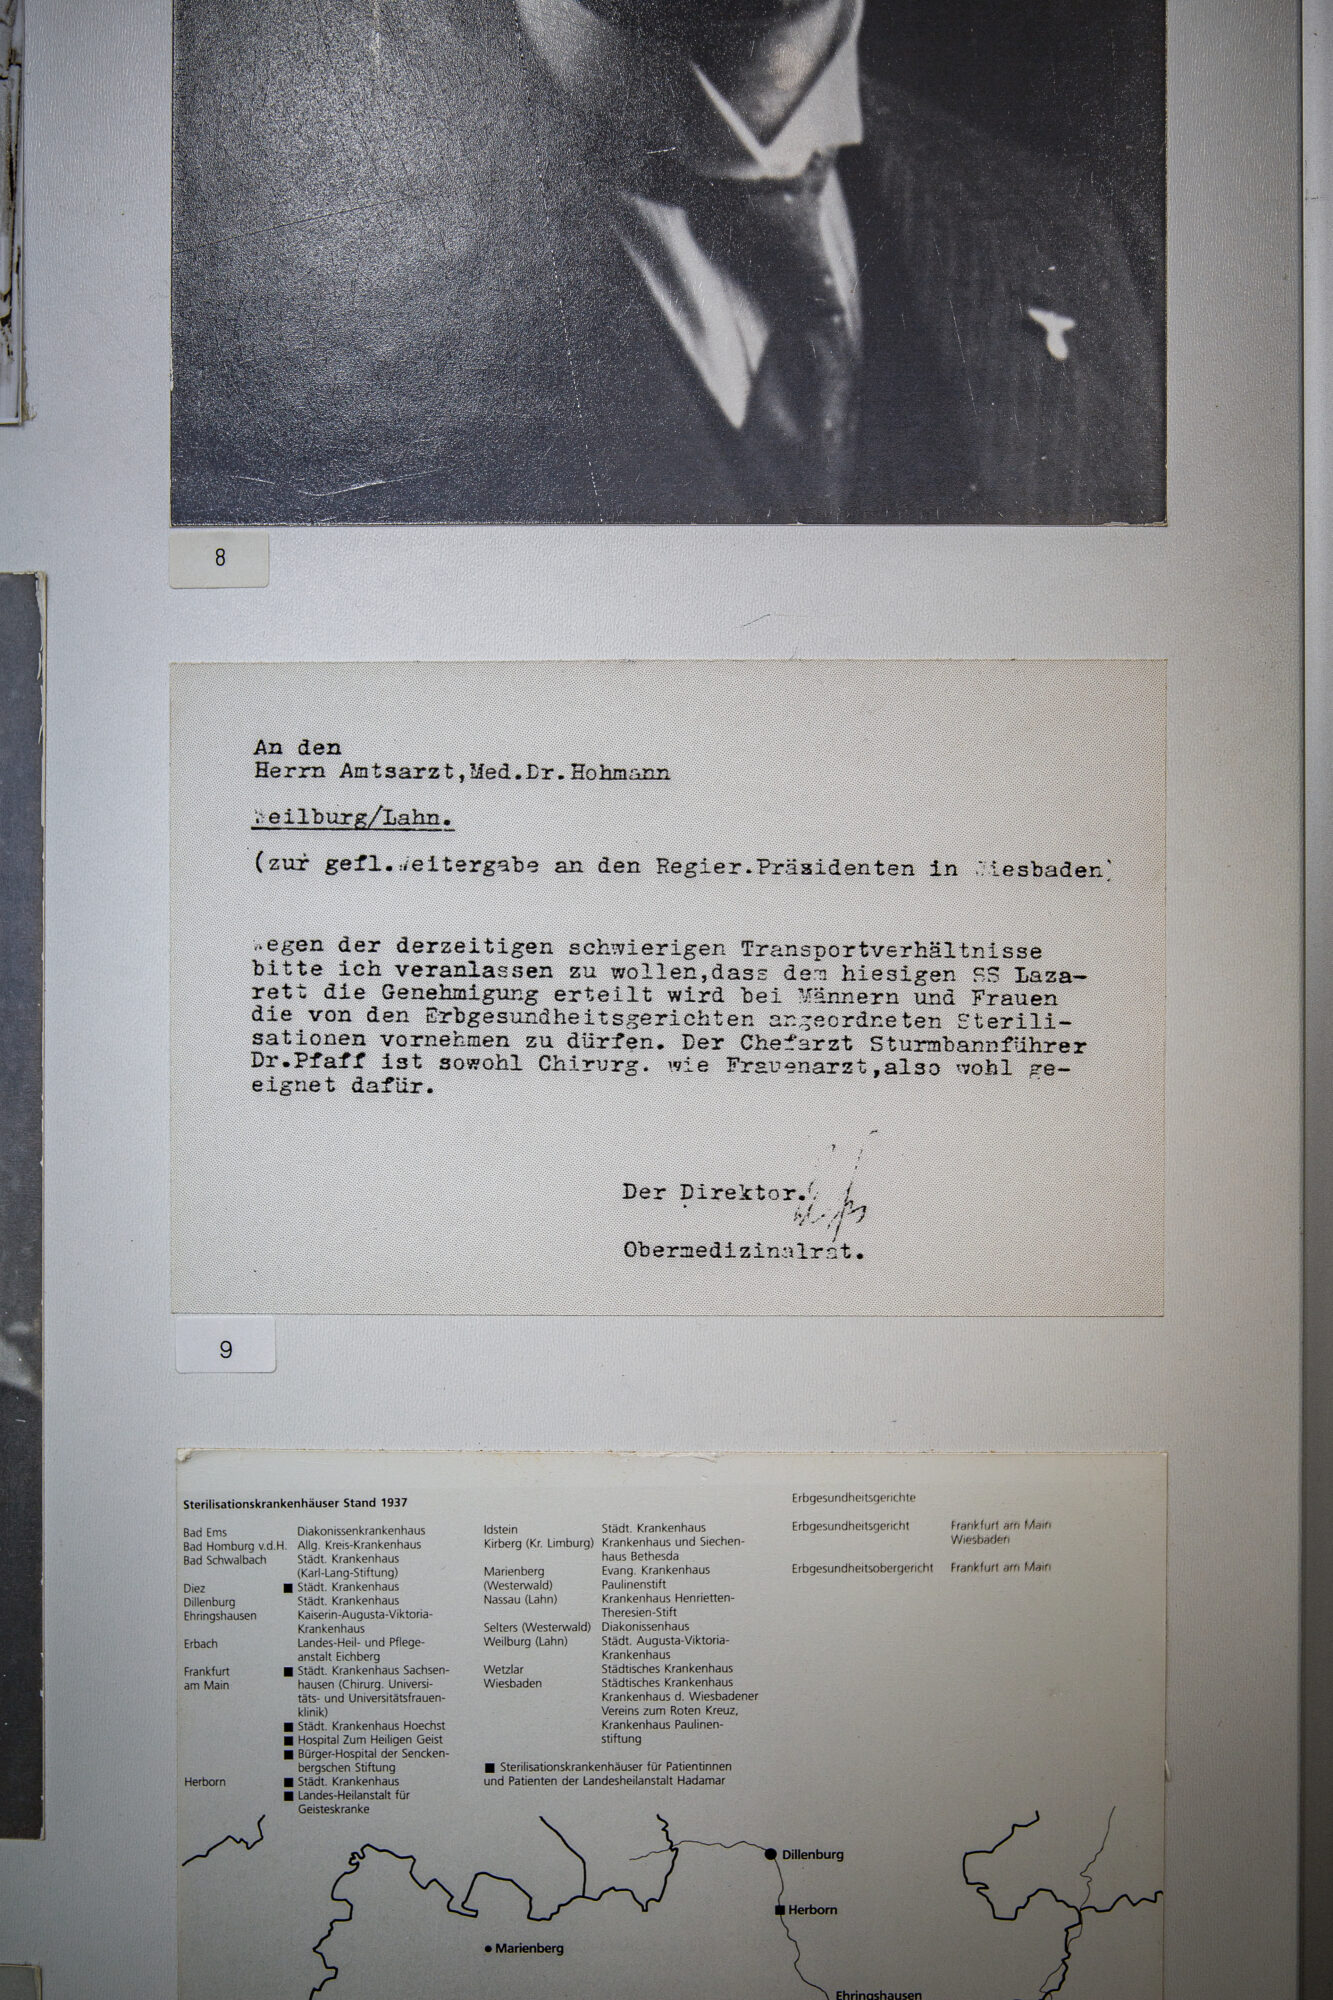 8
An den
Herrn Amtsarzt,Med.Dr.Hohmann
Weilburg/Lahn.
(zur gefl.Weitergabe an den Regier.Präsidenten in Wiesbaden)
Wegen der derzeitigen schwierigen Transportverhältnisse
bitte ich veranlassen zu wollen,dass dem hiesigen SS Laza-
rett die Genehmigung erteilt wird bei Männern und Frauen
die von den Erbgesundheitsgerichten angeordneten Sterili-
sationen vornehmen zu dürfen. Der Chefarzt Sturmbannführer
Dr.Pfaff ist sowohl Chirurg. wie Frauenarzt,also wohl ge-
eignet dafür.
Der Direktor.
Obermedizinalrat.
9
Sterilisationskrankenhäuser Stand 1937
Bad Ems Diakonissenkrankenhaus
Bad Homburg v.d.H. Allg. Kreis-Krankenhaus
Bad Schwalbach Städt. Krankenhaus
(Karl-Lang-Stiftung)
Diez ■ Städt. Krankenhaus
Dillenburg Städt. Krankenhaus
Ehringshausen Kaiserin-Augusta-Viktoria-
Krankenhaus
Erbach Landes-Heil- und Pflege-
anstalt Eichberg
Frankfurt ■ Städt. Krankenhaus Sachsen-
am Main hausen (Chirurg. Universi-
täts- und Universitätsfrauen-
klinik)
■ Städt. Krankenhaus Hoechst
■ Hospital Zum Heiligen Geist
■ Bürger-Hospital der Sencken-
bergschen Stiftung
Herborn ■ Städt. Krankenhaus
■ Landes-Heilanstalt für
Geisteskranke
Idstein Städt. Krankenhaus
Kirberg (Kr. Limburg) Krankenhaus und Siechen-
haus Bethesda
Marienberg Evang. Krankenhaus
(Westerwald) Paulinenstift
Nassau (Lahn) Krankenhaus Henrietten-
Theresien-Stift
Selters (Westerwald) Diakonissenhaus
Weilburg (Lahn) Städt. Augusta-Viktoria-
Krankenhaus
Wetzlar Städtisches Krankenhaus
Wiesbaden Städtisches Krankenhaus
Krankenhaus d. Wiesbadener
Vereins zum Roten Kreuz,
Krankenhaus Paulinen-
stiftung
■ Sterilisationskrankenhäuser für Patientinnen
und Patienten der Landesheilanstalt Hadamar
Erbgesundheitsgerichte
Erbgesundheitsgericht Frankfurt am Main
Wiesbaden
Erbgesundheitsobergericht Frankfurt am Main
Dillenburg
Herborn
Marienberg
Ehringshausen